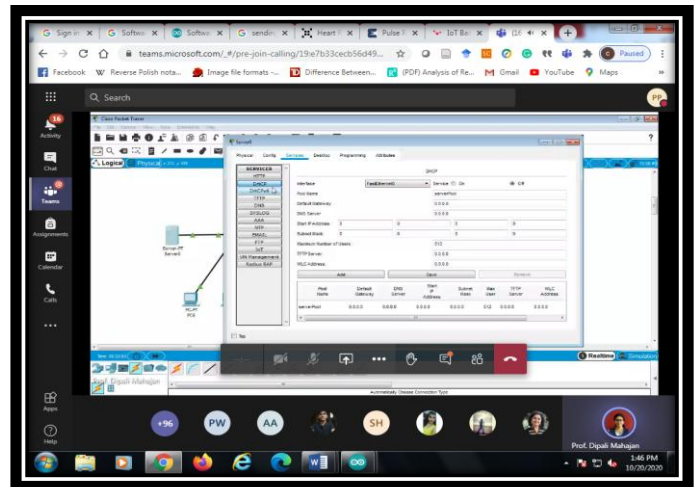 Sign in
Softwa
Softwa
sending
Heart
Pulse
IoT Ba
teams.microsoft.com/_#/pre-join-calling/19:e7b33cecb56d49...
Paused
Facebook
Reverse Polish nota...
Image file formats -...
Difference Between...
(PDF) Analysis of Re...
Gmail
YouTube
Maps
Search
PP
16
Activity
Chat
Teams
Assignments
Calendar
Calls
Apps
Help
Cisco Packet Tracer
Logical
Physical
Server-PT
Server0
PC-PT
Physical Config Services Desktop Programming Attributes
SERVICES
HTTP
DHCP
DHCPv6
TFTP
DNS
SYSLOG
AAA
NTP
EMAIL
FTP
IoT
VM Management
Radius EAP
DHCP
Interface FastEthernet0 Service On Off
Pool Name serverPool
Default Gateway 0.0.0.0
DNS Server 0.0.0.0
Start IP Address 0 0 0 0
Subnet Mask 0 0 0 0
Maximum Number of Users 512
TFTP Server 0.0.0.0
WLC Address 0.0.0.0
Add Save Remove
Pool Name
Default Gateway
DNS Server
Start IP Address
Subnet Mask
Max User
TFTP Server
WLC Address
serverPool 0.0.0.0 0.0.0.0 0.0.0.0 0.0.0.0 512 0.0.0.0 0.0.0.0
Top
Realtime
Simulation
Prof. Dipali Mahajan
Automatically Choose Connection Type
+96
PW
AA
SH
Prof. Dipali Mahajan
1:46 PM
10/20/2020